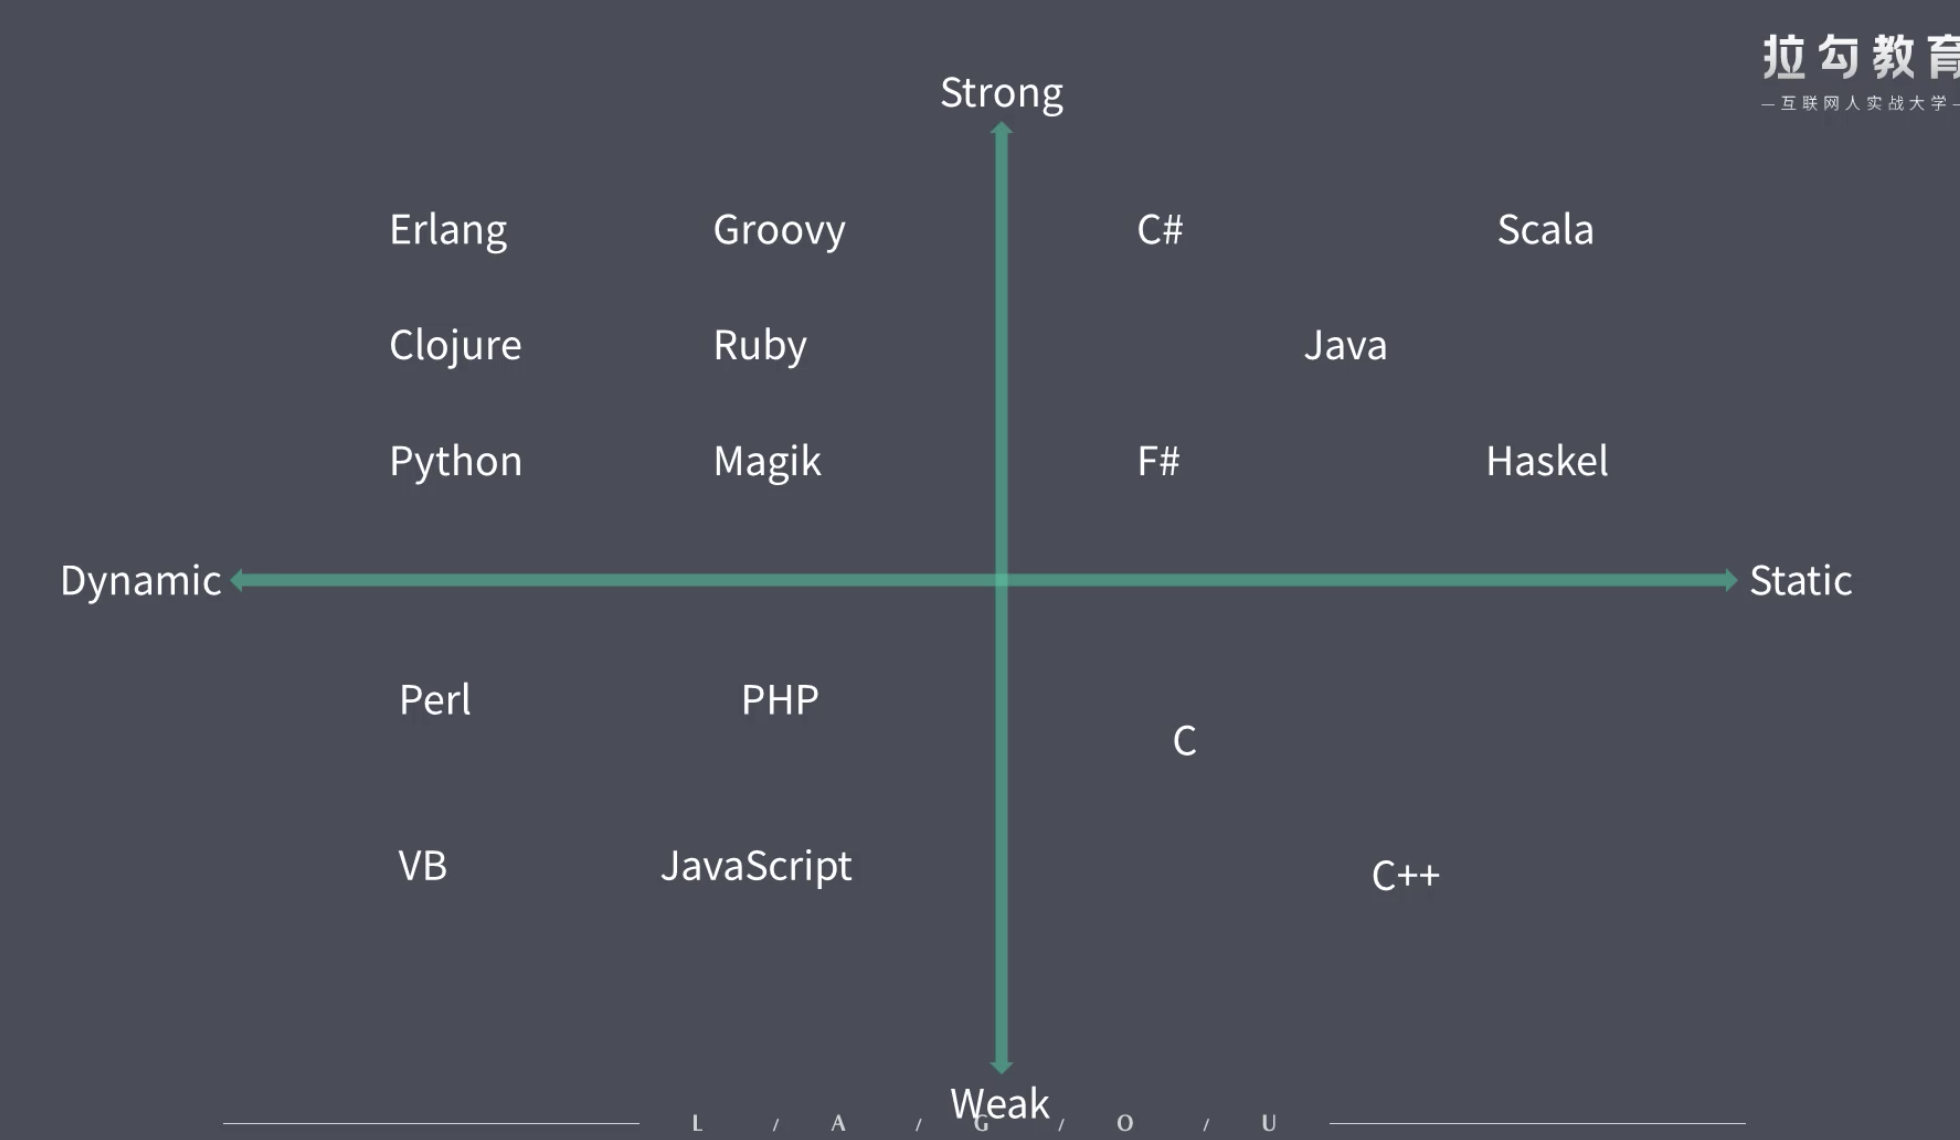 拉勾教育
—互联网人实战大学—
Strong
Erlang Groovy C# Scala
Clojure Ruby Java
Python Magik F# Haskel
Dynamic Static
Perl PHP
C
VB JavaScript
C++
Weak
L / A / G / O / U